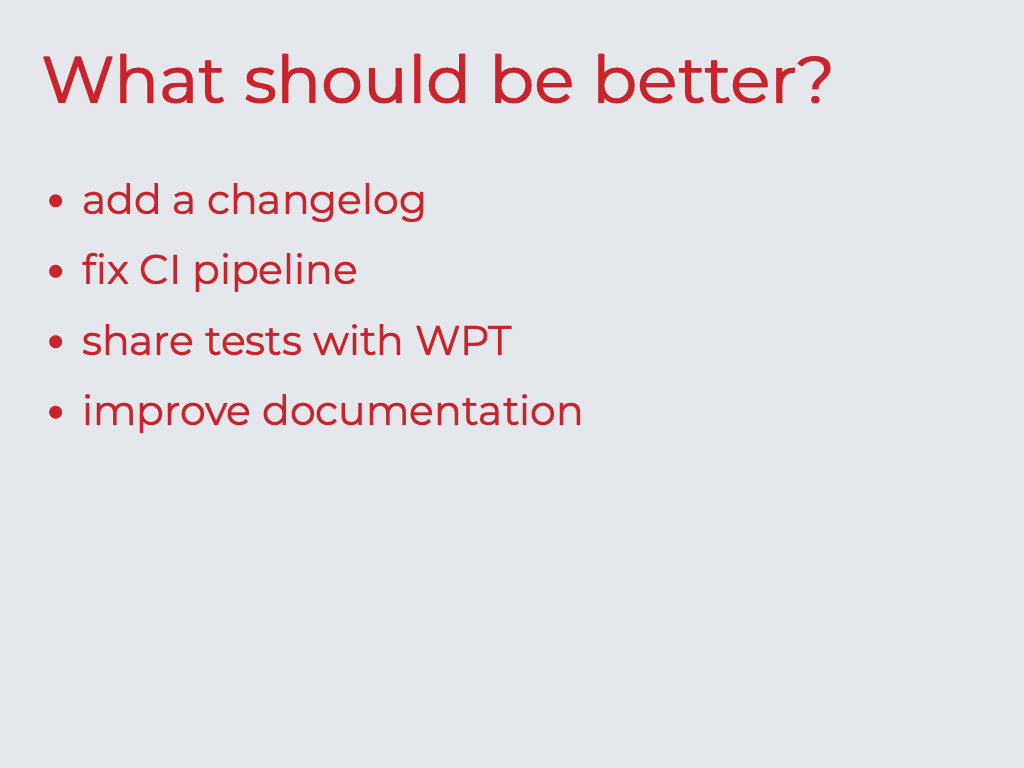 What should be better?
• add a changelog
• fix CI pipeline
• share tests with WPT
• improve documentation